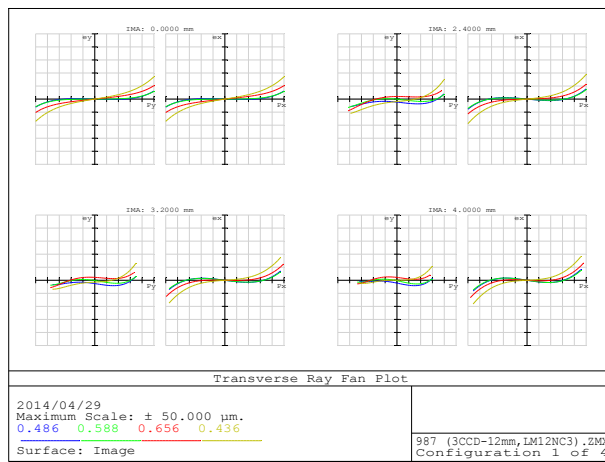 IMA: 0.0000 mm
IMA: 2.4000 mm
ey ex ey ex
Py Px Py Px
IMA: 3.2000 mm
IMA: 4.0000 mm
ey ex ey ex
Py Px Py Px
Transverse Ray Fan Plot
2014/04/29
Maximum Scale: ± 50.000 µm.
0.486 0.588 0.656 0.436
Surface: Image
987 (3CCD-12mm,LM12NC3).ZMX
Configuration 1 of 4